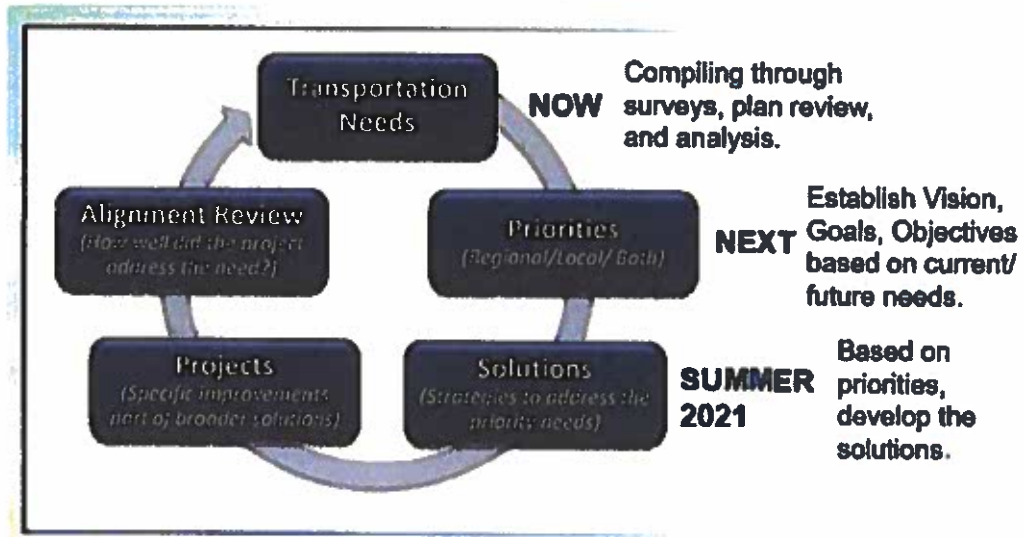 Transportation
Needs
NOW
Compiling through
surveys, plan review,
and analysis.
Alignment Review
(How well did the project
address the need?)
Priorities
(Regional/Local/ Both)
NEXT
Establish Vision,
Goals, Objectives
based on current/
future needs.
Projects
(Specific improvements
part of broader solutions)
Solutions
(Strategies to address the
priority needs)
SUMMER
2021
Based on
priorities,
develop the
solutions.